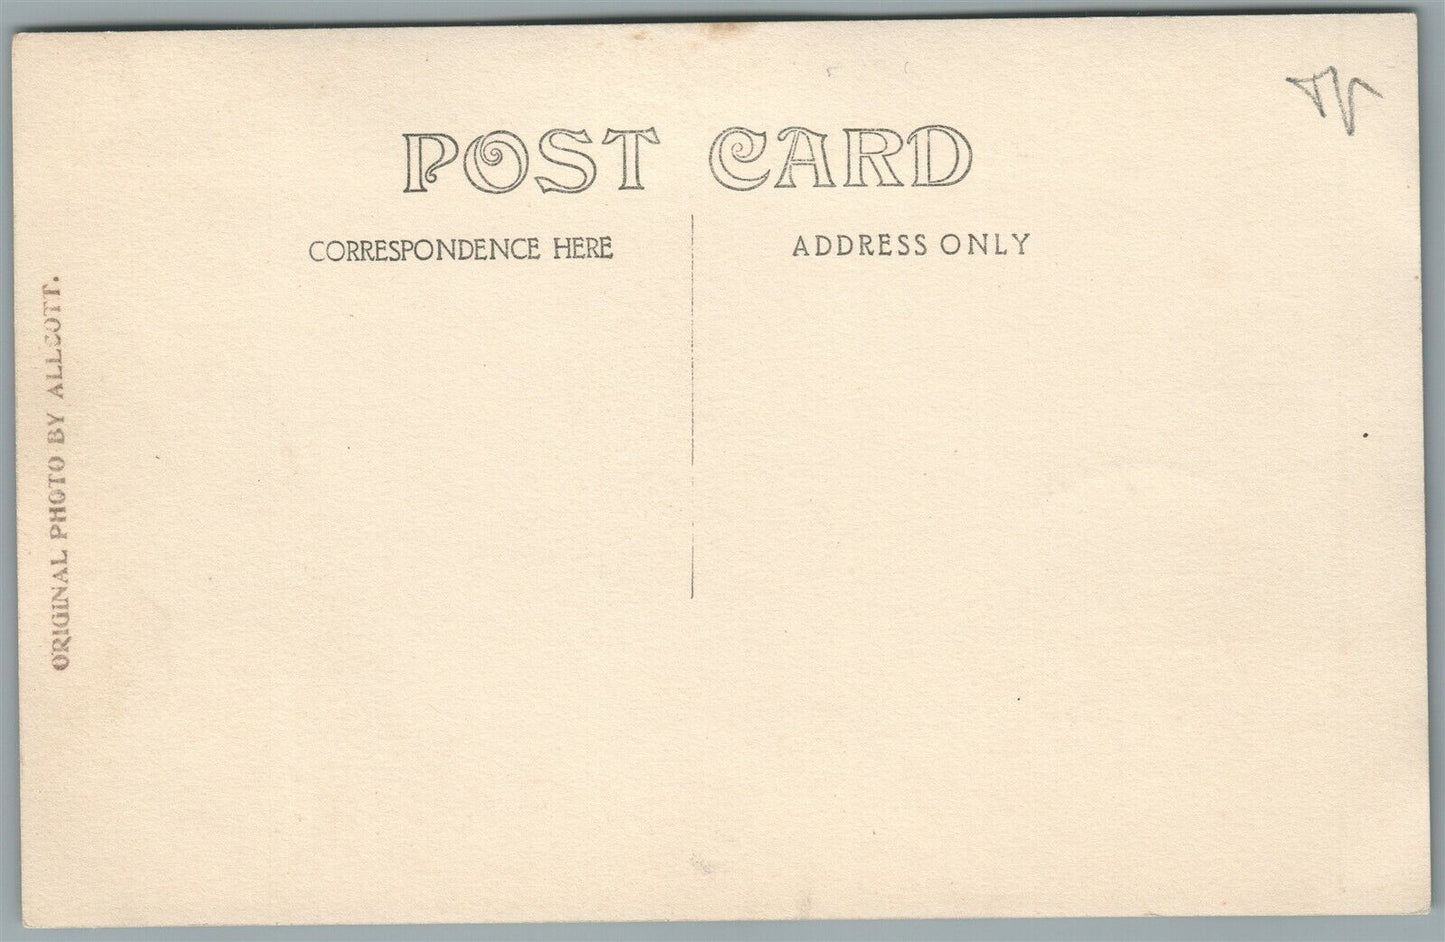 POST CARD
CORRESPONDENCE HERE
ADDRESS ONLY
ORIGINAL PHOTO BY ALLCOTT.